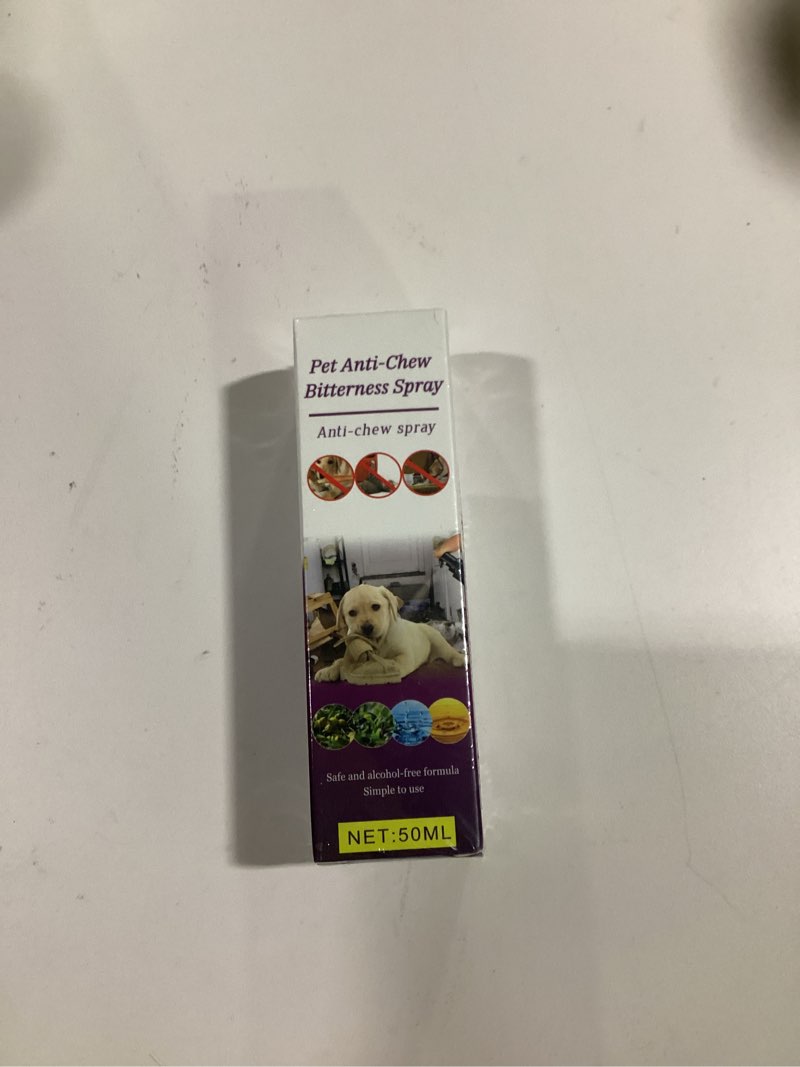 Pet Anti-Chew
Bitterness Spray
Anti-chew spray
Safe and alcohol-free formula
Simple to use
NET:50ML